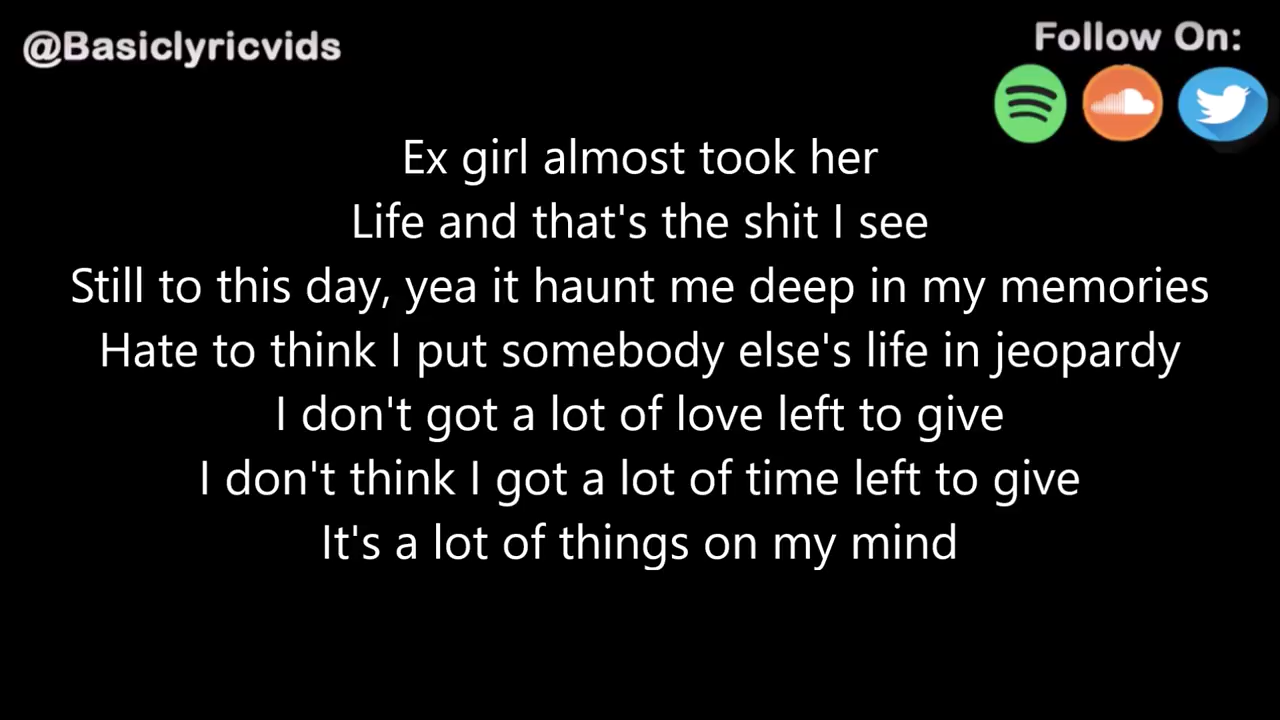 @Basiclyricvids
Follow On:
Ex girl almost took her
Life and that's the shit I see
Still to this day, yea it haunt me deep in my memories
Hate to think I put somebody else's life in jeopardy
I don't got a lot of love left to give
I don't think I got a lot of time left to give
It's a lot of things on my mind